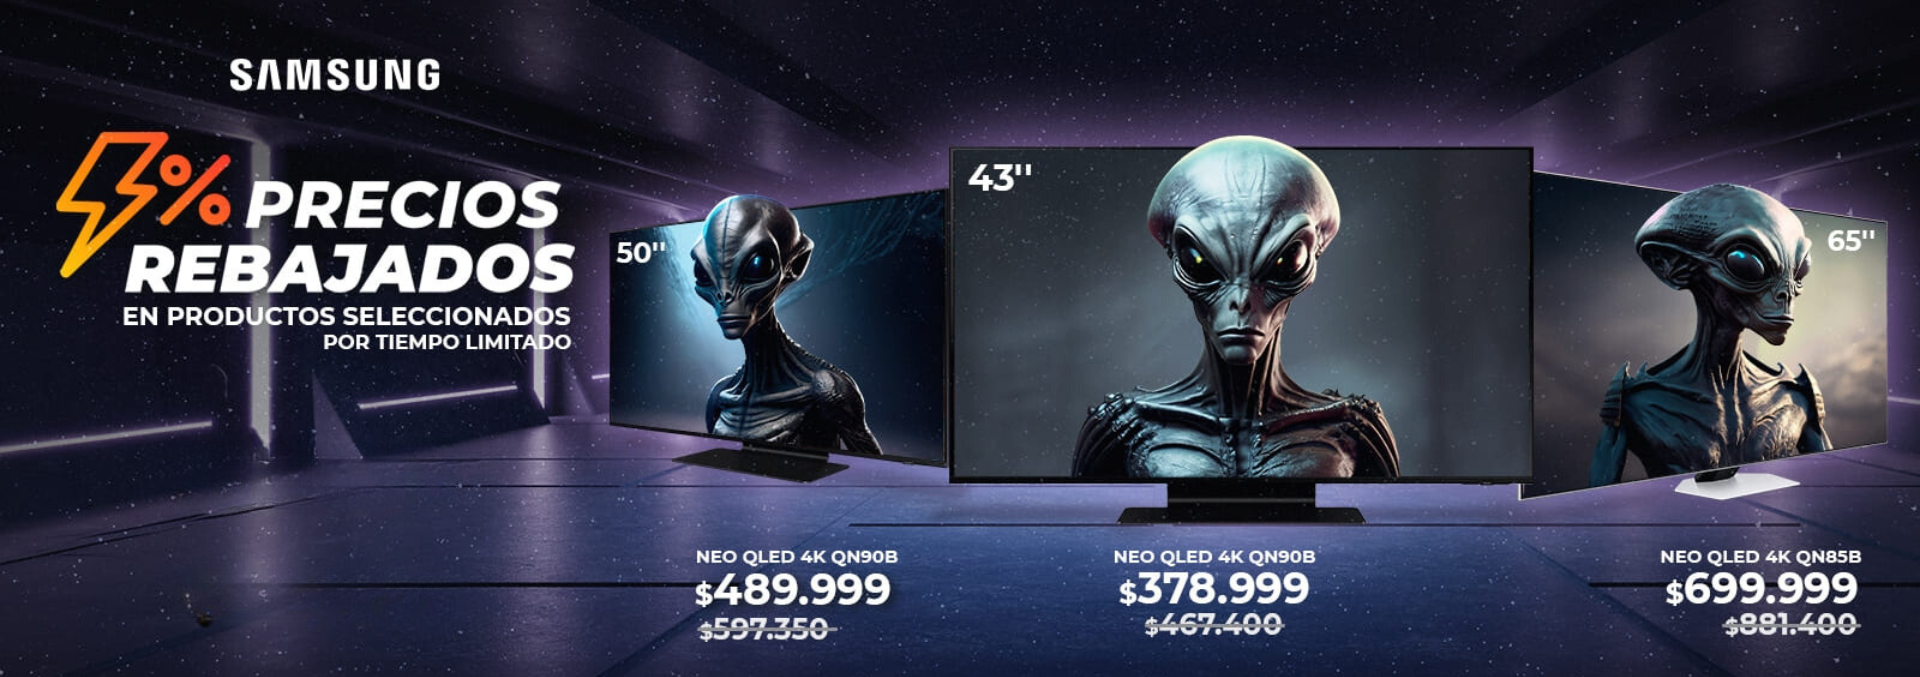 SAMSUNG
% PRECIOS
REBAJADOS
EN PRODUCTOS SELECCIONADOS
POR TIEMPO LIMITADO
50''
43''
65''
NEO QLED 4K QN90B
$489.999
$597.350
NEO QLED 4K QN90B
$378.999
$467.400
NEO QLED 4K QN85B
$699.999
$881.400